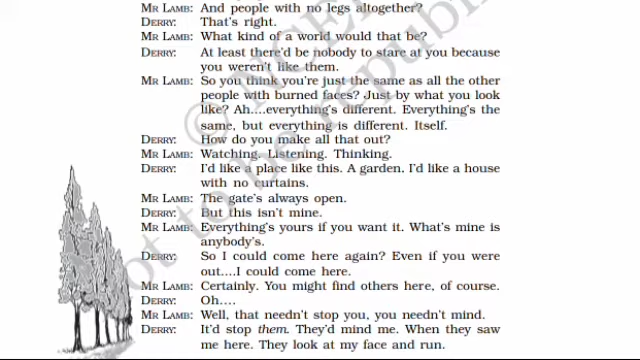 MR LAMB: And people with no legs altogether?
DERRY: That's right.
MR LAMB: What kind of a world would that be?
DERRY: At least there'd be nobody to stare at you because
you weren't like them.
MR LAMB: So you think you're just the same as all the other
people with burned faces? Just by what you look
like? Ah....everything's different. Everything's the
same, but everything is different. Itself.
DERRY: How do you make all that out?
MR LAMB: Watching. Listening. Thinking.
DERRY: I'd like a place like this. A garden. I'd like a house
with no curtains.
MR LAMB: The gate's always open.
DERRY: But this isn't mine.
MR LAMB: Everything's yours if you want it. What's mine is
anybody's.
DERRY: So I could come here again? Even if you were
out....I could come here.
MR LAMB: Certainly. You might find others here, of course.
DERRY: Oh....
MR LAMB: Well, that needn't stop you, you needn't mind.
DERRY: It'd stop them. They'd mind me. When they saw
me here. They look at my face and run.
© NCE
not to be republi